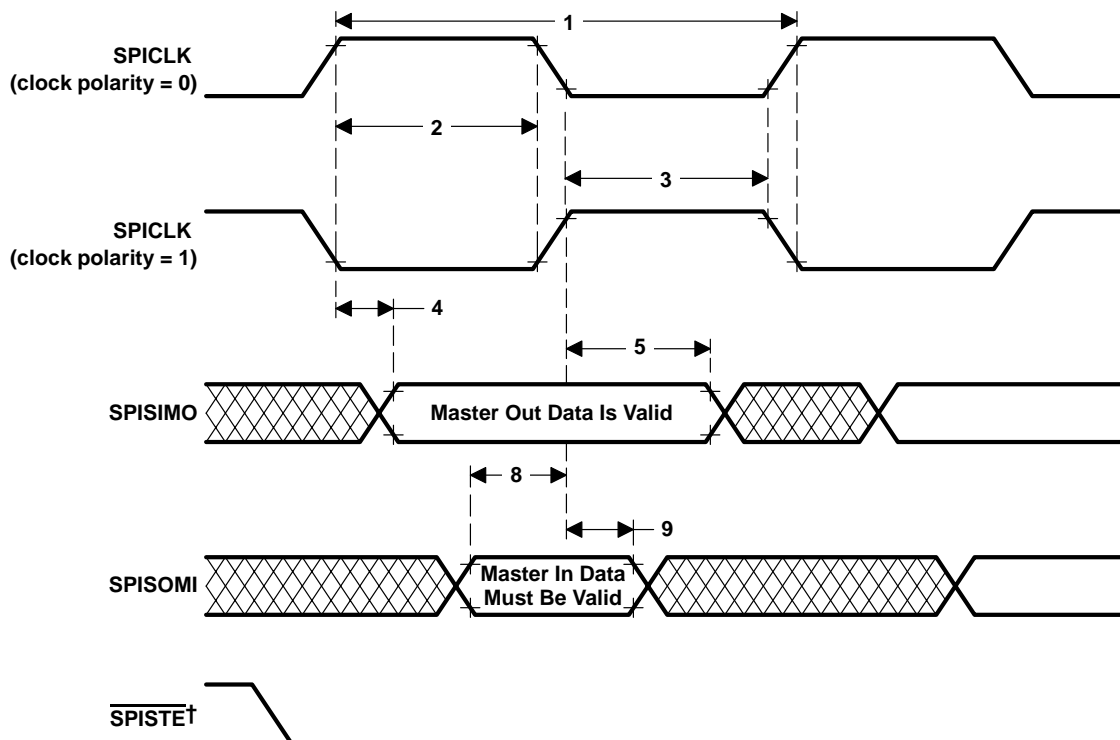 1
SPICLK
(clock polarity = 0)
2
3
SPICLK
(clock polarity = 1)
4
5
SPISIMO
Master Out Data Is Valid
8
9
SPISOMI
Master In Data
Must Be Valid
SPISTE†